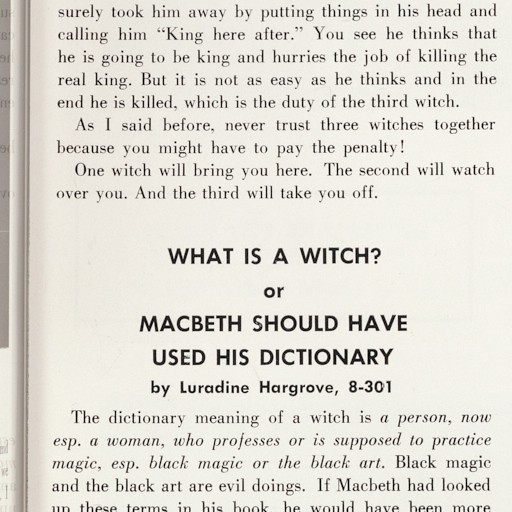 surely took him away by putting things in his head and
calling him “King here after.” You see he thinks that
he is going to be king and hurries the job of killing the
real king. But it is not as easy as he thinks and in the
end he is killed, which is the duty of the third witch.
As I said before, never trust three witches together
because you might have to pay the penalty!
One witch will bring you here. The second will watch
over you. And the third will take you off.
WHAT IS A WITCH?
or
MACBETH SHOULD HAVE
USED HIS DICTIONARY
by Luradine Hargrove, 8-301
The dictionary meaning of a witch is a person, now
esp. a woman, who professes or is supposed to practice
magic, esp. black magic or the black art. Black magic
and the black art are evil doings. If Macbeth had looked
up these terms in his book, he would have been more